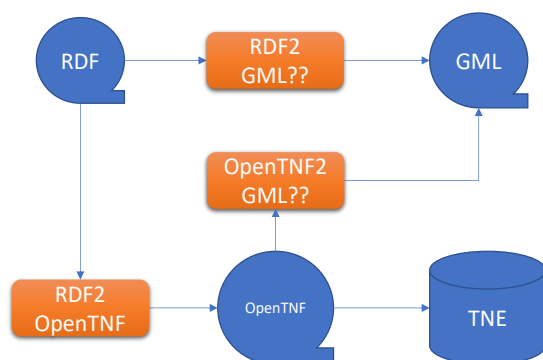 RDF
RDF2
GML??
GML
OpenTNF2
GML??
RDF2
OpenTNF
OpenTNF
TNE